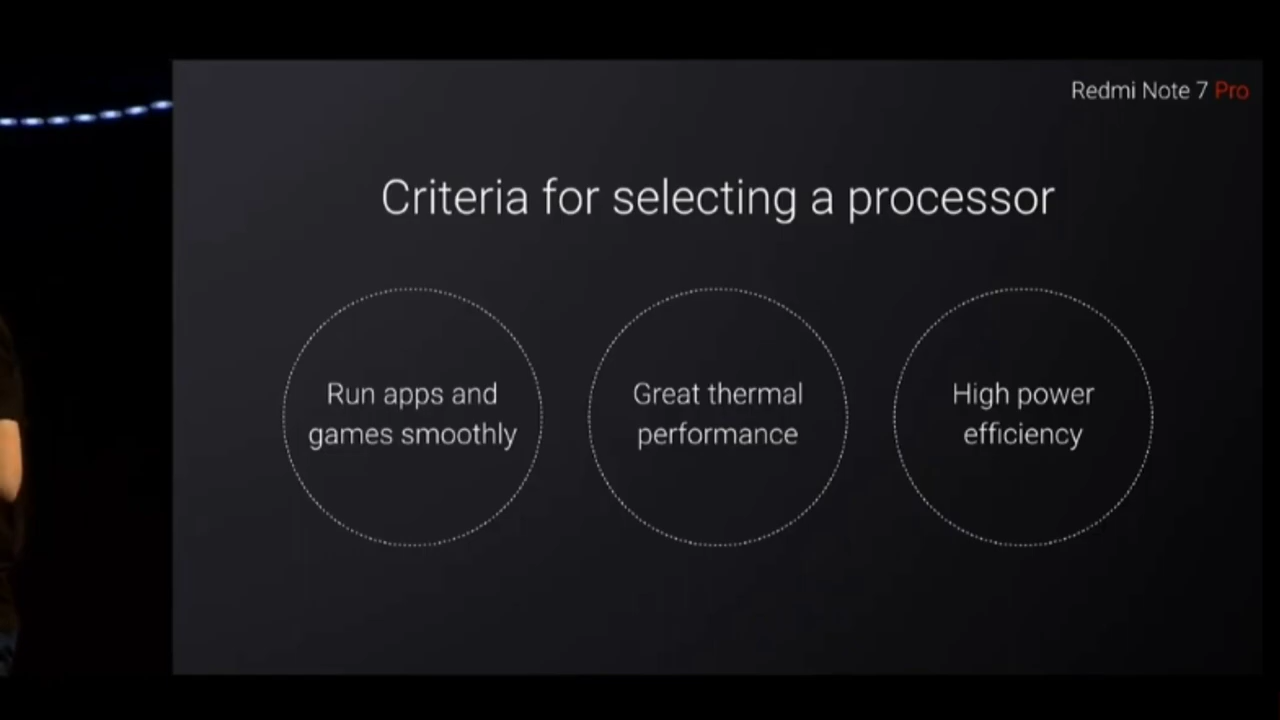 Redmi Note 7 Pro
Criteria for selecting a processor
Run apps and
games smoothly
Great thermal
performance
High power
efficiency